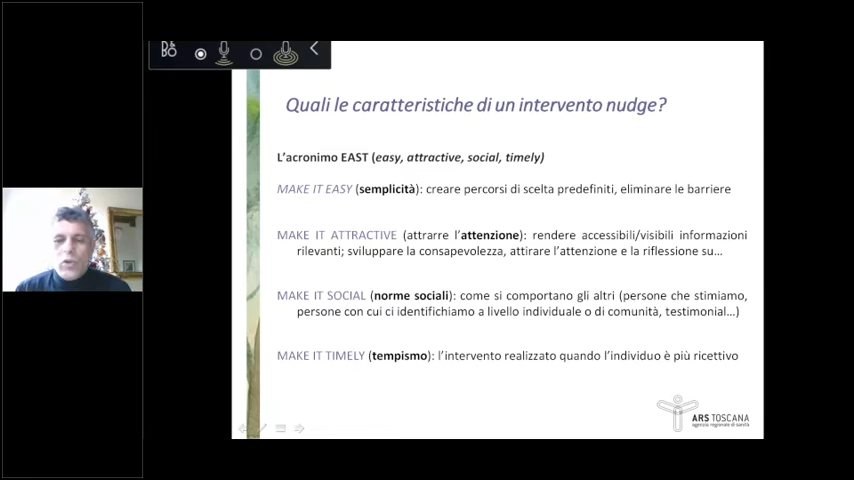 B&O
Quali le caratteristiche di un intervento nudge?
L'acronimo EAST (easy, attractive, social, timely)
MAKE IT EASY (semplicità): creare percorsi di scelta predefiniti, eliminare le barriere
MAKE IT ATTRACTIVE (attrarre l'attenzione): rendere accessibili/visibili informazioni
rilevanti; sviluppare la consapevolezza, attirare l'attenzione e la riflessione su…
MAKE IT SOCIAL (norme sociali): come si comportano gli altri (persone che stimiamo,
persone con cui ci identifichiamo a livello individuale o di comunità, testimonial…)
MAKE IT TIMELY (tempismo): l'intervento realizzato quando l'individuo è più ricettivo
ARS TOSCANA
agenzia regionale di sanità